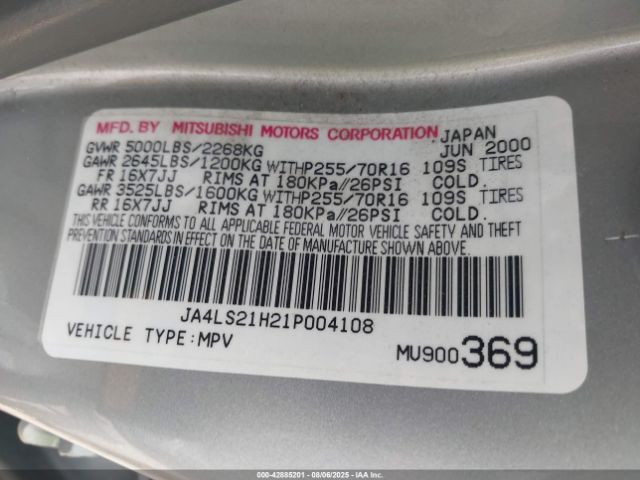 MFD. BY MITSUBISHI MOTORS CORPORATION JAPAN
GVWR 5000LBS/2268KG JUN 2000
GAWR 2645LBS/1200KG WITHP255/70R16 109S TIRES
FR 16X7JJ RIMS AT 180KPa//26PSI COLD.
GAWR 3525LBS/1600KG WITHP255/70R16 109S TIRES
RR 16X7JJ RIMS AT 180KPa//26PSI COLD.
THIS VEHICLE CONFORMS TO ALL APPLICABLE FEDERAL MOTOR VEHICLE SAFETY AND THEFT
PREVENTION STANDARDS IN EFFECT ON THE DATE OF MANUFACTURE SHOWN ABOVE.
JA4LS21H21P004108
VEHICLE TYPE:MPV
MU900369
000-42885201 - 08/06/2025 - IAAI.COM